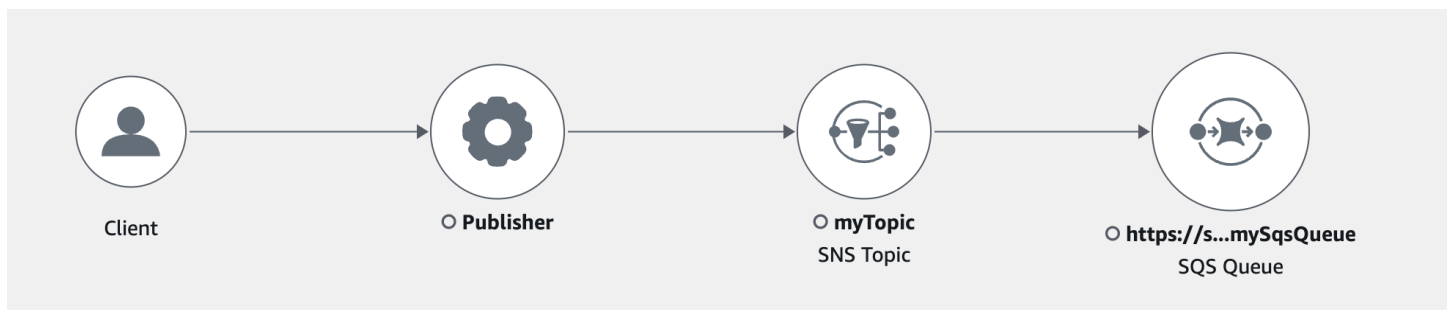 Client
Publisher
myTopic
SNS Topic
https://s...mySqsQueue
SQS Queue